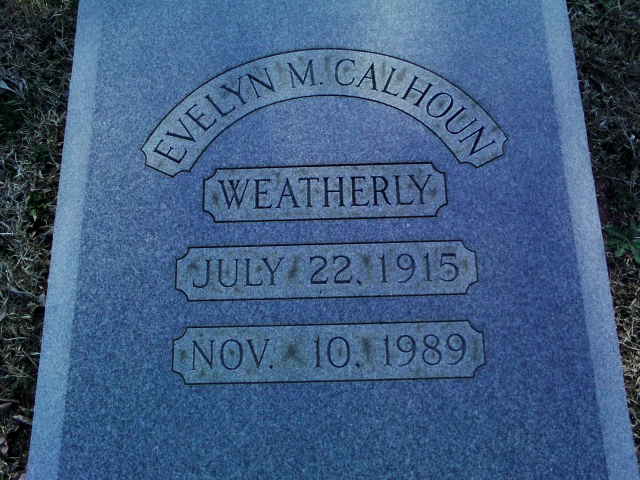 EVELYN M. CALHOUN
WEATHERLY
JULY 22, 1915
NOV. 10, 1989